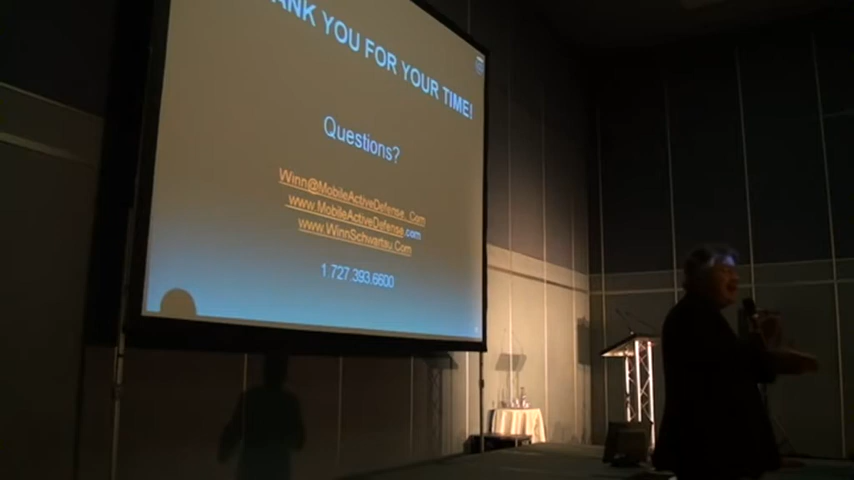 ANK YOU FOR YOUR TIME!
Questions?
Winn@MobileActiveDefense.Com
www.MobileActiveDefense.com
www.WinnSchwartau.Com
1.727.393.6600